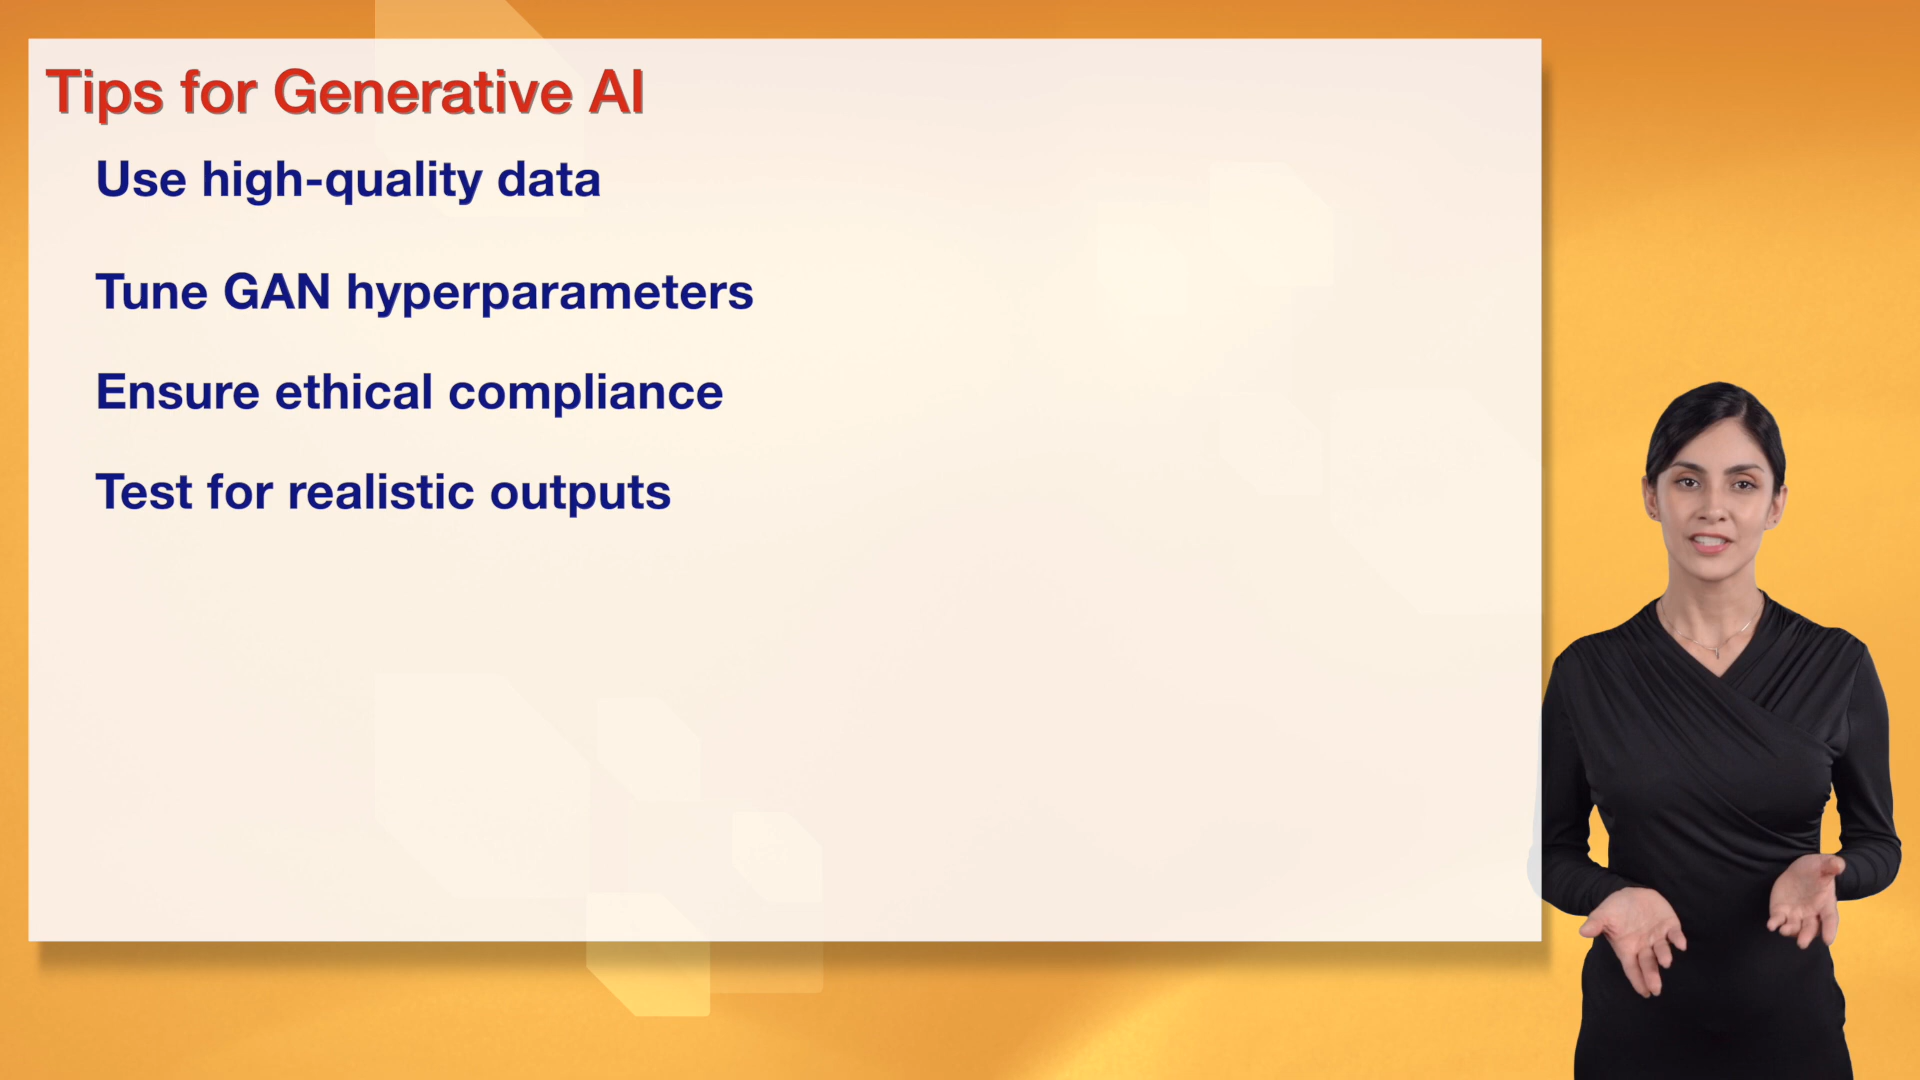 Tips for Generative AI
Use high-quality data
Tune GAN hyperparameters
Ensure ethical compliance
Test for realistic outputs